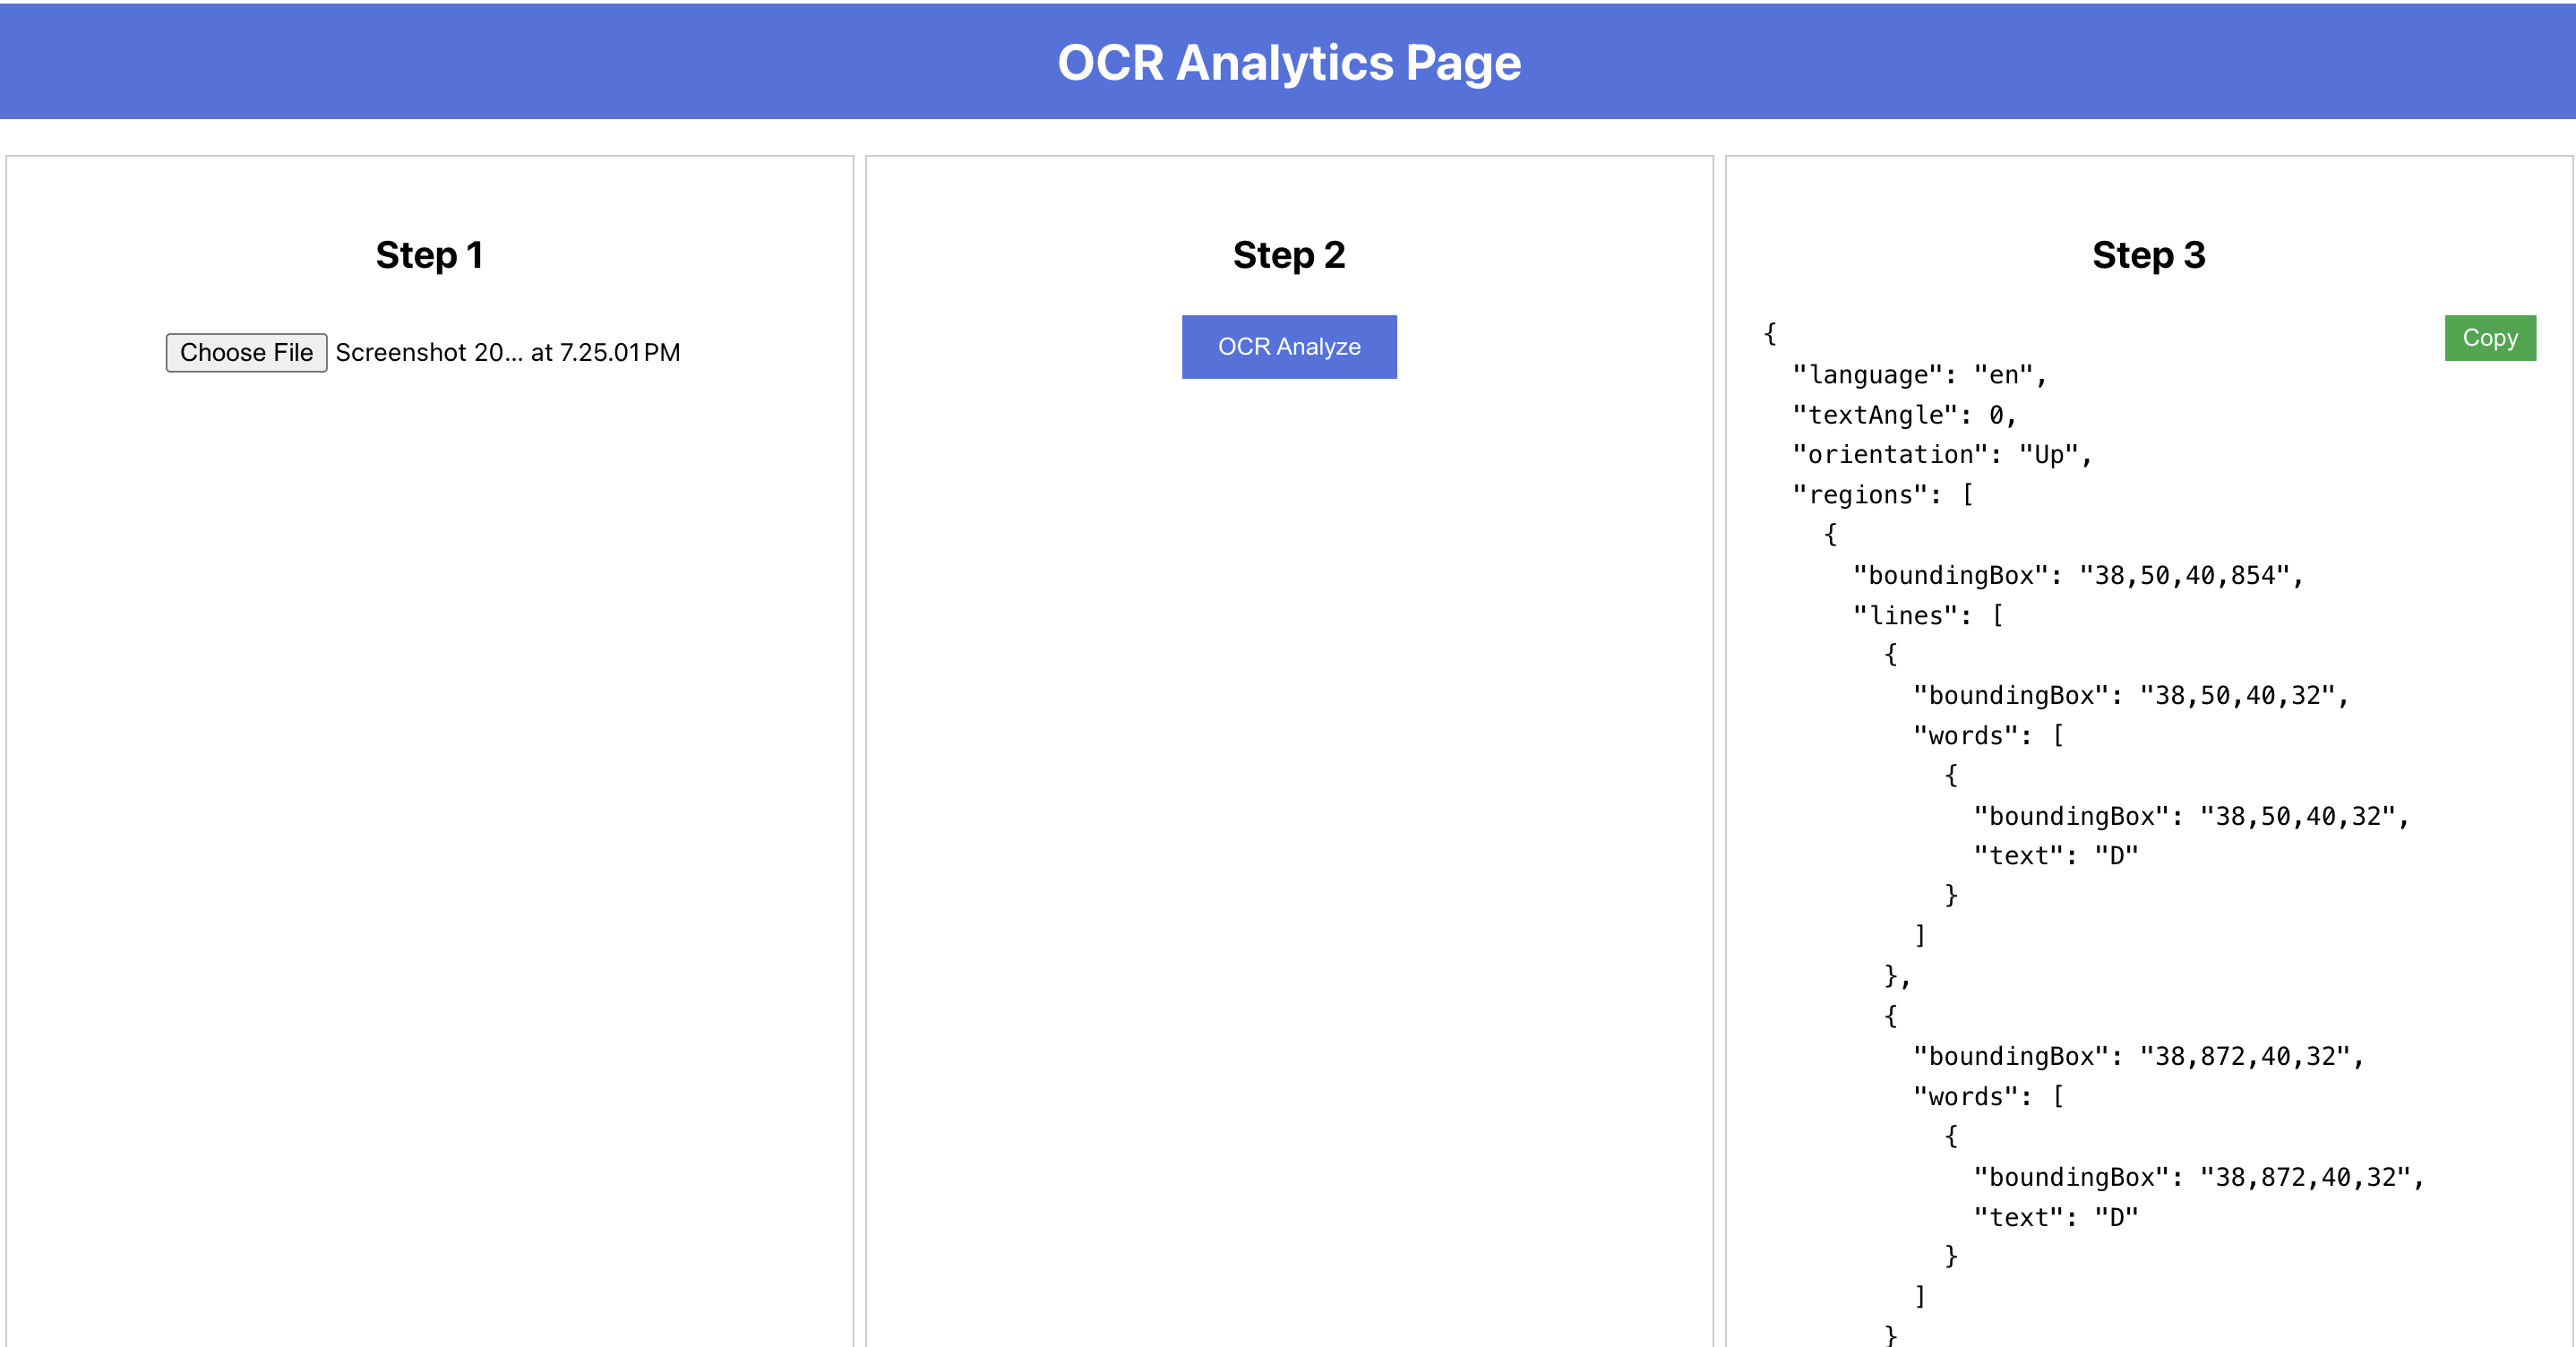 OCR Analytics Page
Step 1
Choose File Screenshot 20... at 7.25.01 PM
Step 2
OCR Analyze
Step 3
Copy
{
  "language": "en",
  "textAngle": 0,
  "orientation": "Up",
  "regions": [
    {
      "boundingBox": "38,50,40,854",
      "lines": [
        {
          "boundingBox": "38,50,40,32",
          "words": [
            {
              "boundingBox": "38,50,40,32",
              "text": "D"
            }
          ]
        },
        {
          "boundingBox": "38,872,40,32",
          "words": [
            {
              "boundingBox": "38,872,40,32",
              "text": "D"
            }
          ]
        }